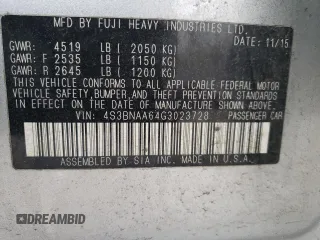 MFD. BY FUJI HEAVY INDUSTRIES LTD.
DATE: 11/15
GVWR: 4519 LB ( 2050 KG)
GAWR: F 2535 LB ( 1150 KG)
GAWR: R 2645 LB ( 1200 KG)
THIS VEHICLE CONFORMS TO ALL APPLICABLE
FEDERAL MOTOR VEHICLE
SAFETY, BUMPER, AND THEFT PREVENTION
STANDARDS IN EFFECT ON THE DATE OF
MANUFACTURE SHOWN ABOVE.
VIN: 4S3BNAA64G3023728 PASSENGER CAR
ASSEMBLED BY SIA INC. MADE IN U.S.A.
DREAMBID